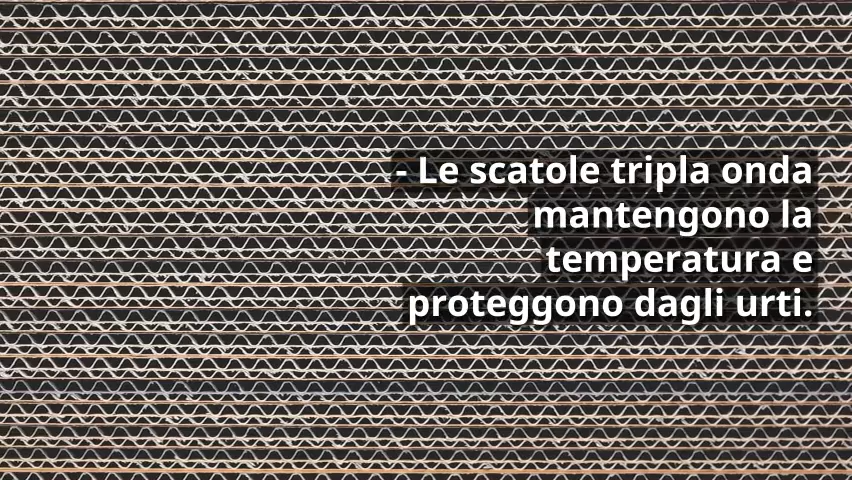 - Le scatole tripla onda
mantengono la
temperatura e
proteggono dagli urti.